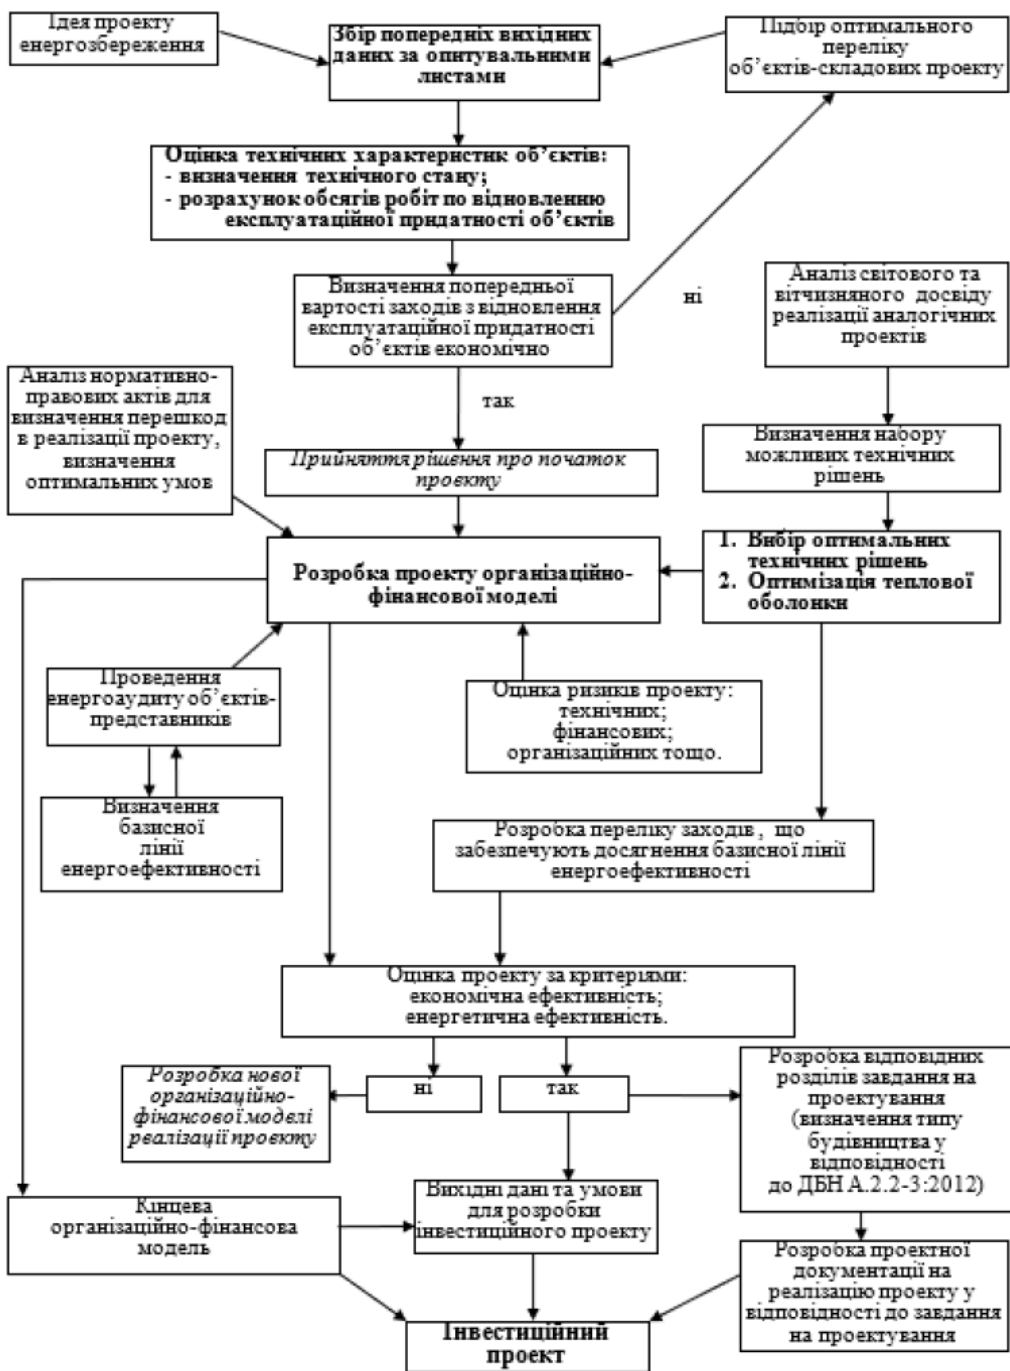 Ідея проекту
енергозбереження
Збір попередніх вихідних
даних за опитувальними
листами
Підбір оптимального
переліку
об’єктів-складових проекту
Оцінка технічних характеристик об’єктів:
- визначення технічного стану;
- розрахунок обсягів робіт по відновленню
експлуатаційної придатності об’єктів
Визначення попередньої
вартості заходів з відновлення
експлуатаційної придатності
об’єктів економічно
ні
Аналіз світового та
вітчизняного досвіду
реалізації аналогічних
проектів
Аналіз нормативно-
правових актів для
визначення перешкод
в реалізації проекту,
визначення
оптимальних умов
так
Прийняття рішення про початок
проєкту
Визначення набору
можливих технічних
рішень
Розробка проекту організаційно-
фінансової моделі
1. Вибір оптимальних
технічних рішень
2. Оптимізація теплової
оболонки
Проведення
енергоаудиту об’єктів-
представників
Оцінка ризиків проекту:
технічних;
фінансових;
організаційних тощо.
Визначення
базисної
лінії
енергоефективності
Розробка переліку заходів , що
забезпечують досягнення базисної лінії
енергоефективності
Оцінка проекту за критеріями:
економічна ефективність;
енергетична ефективність.
Розробка нової
організаційно-
фінансової моделі
реалізації проєкту
ні
так
Розробка відповідних
розділів завдання на
проектування
(визначення типу
будівництва у
відповідності
до ДБН А.2.2-3:2012)
Кінцева
організаційно-фінансова
модель
Вихідні дані та умови
для розробки
інвестиційного проекту
Розробка проектної
документації на
реалізацію проекту у
відповідності до завдання
на проектування
Інвестиційний
проект